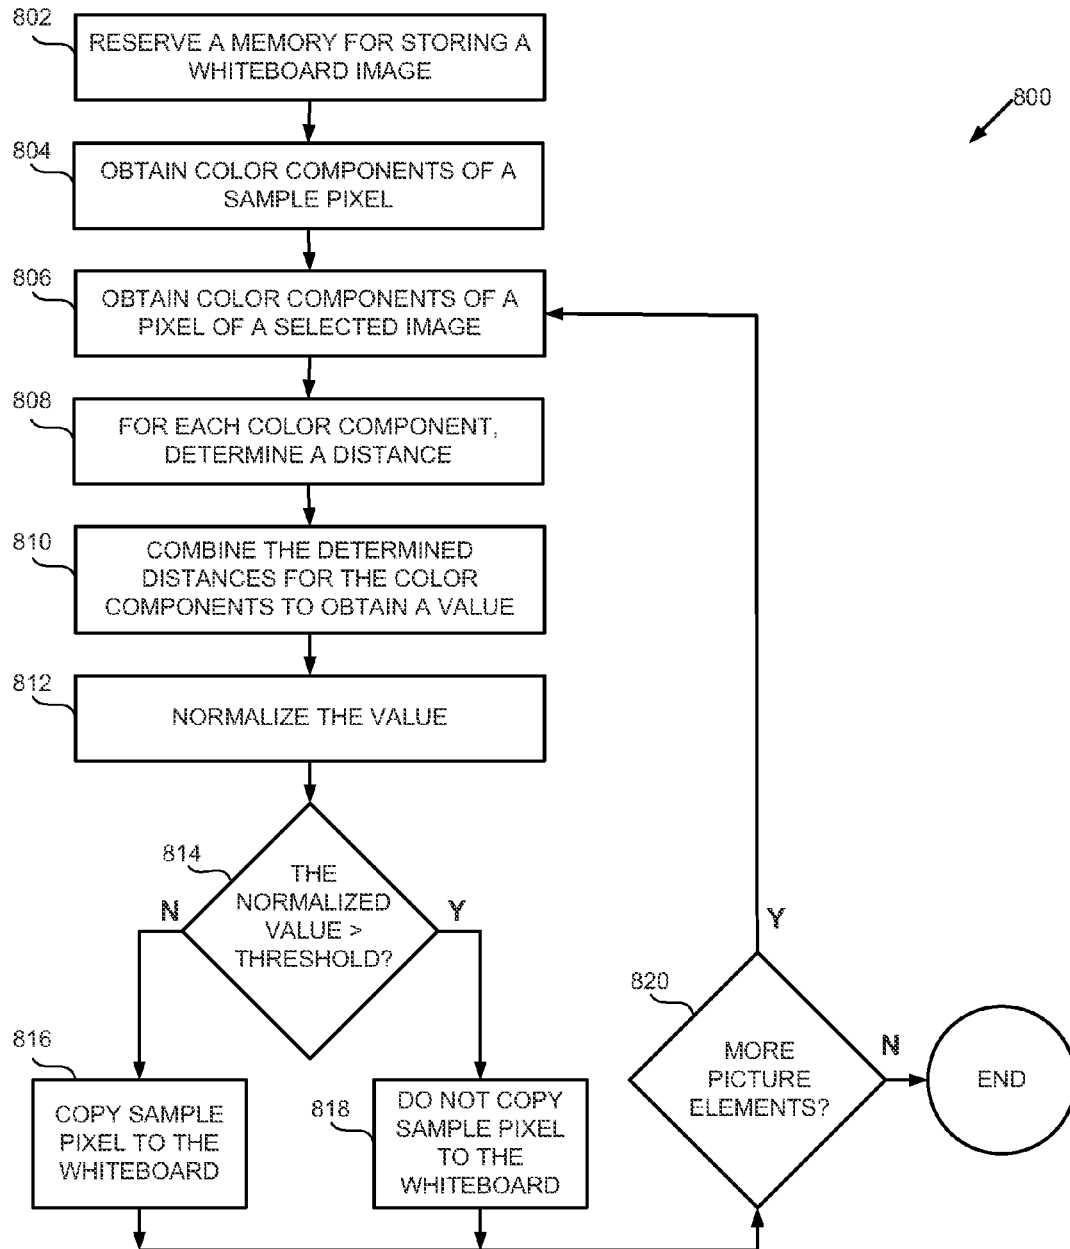 802
RESERVE A MEMORY FOR STORING A
WHITEBOARD IMAGE
800
804
OBTAIN COLOR COMPONENTS OF A
SAMPLE PIXEL
806
OBTAIN COLOR COMPONENTS OF A
PIXEL OF A SELECTED IMAGE
808
FOR EACH COLOR COMPONENT,
DETERMINE A DISTANCE
810
COMBINE THE DETERMINED
DISTANCES FOR THE COLOR
COMPONENTS TO OBTAIN A VALUE
812
NORMALIZE THE VALUE
814
THE
NORMALIZED
VALUE >
THRESHOLD?
N
Y
816
COPY SAMPLE
PIXEL TO THE
WHITEBOARD
818
DO NOT COPY
SAMPLE PIXEL
TO THE
WHITEBOARD
820
MORE
PICTURE
ELEMENTS?
Y
N
END